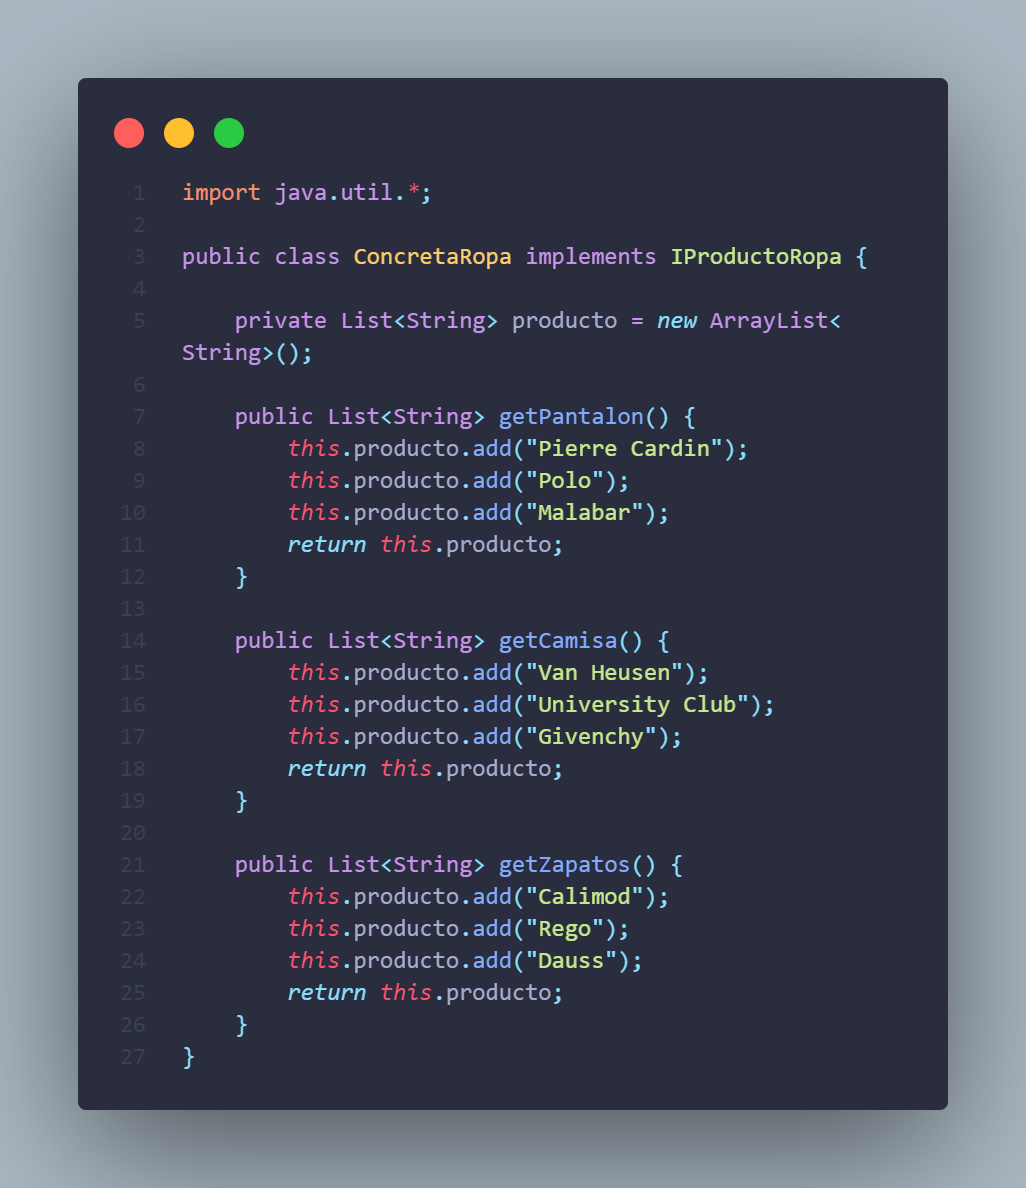 1 import java.util.*;
2
3 public class ConcretaRopa implements IProductoRopa {
4
5     private List<String> producto = new ArrayList<
String>();
6
7     public List<String> getPantalon() {
8         this.producto.add("Pierre Cardin");
9         this.producto.add("Polo");
10         this.producto.add("Malabar");
11         return this.producto;
12     }
13
14     public List<String> getCamisa() {
15         this.producto.add("Van Heusen");
16         this.producto.add("University Club");
17         this.producto.add("Givenchy");
18         return this.producto;
19     }
20
21     public List<String> getZapatos() {
22         this.producto.add("Calimod");
23         this.producto.add("Rego");
24         this.producto.add("Dauss");
25         return this.producto;
26     }
27 }